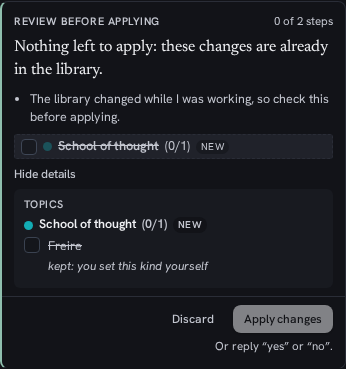 REVIEW BEFORE APPLYING 0 of 2 steps
Nothing left to apply: these changes are already
in the library.
• The library changed while I was working, so check this
before applying.
School of thought (0/1) NEW
Hide details
TOPICS
School of thought (0/1) NEW
Freire
kept: you set this kind yourself
Discard Apply changes
Or reply “yes” or “no”.